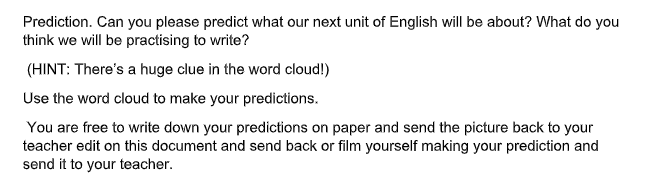 Prediction. Can you please predict what our next unit of English will be about? What do you
think we will be practising to write?
(HINT: There's a huge clue in the word cloud!)
Use the word cloud to make your predictions.
You are free to write down your predictions on paper and send the picture back to your
teacher edit on this document and send back or film yourself making your prediction and
send it to your teacher.